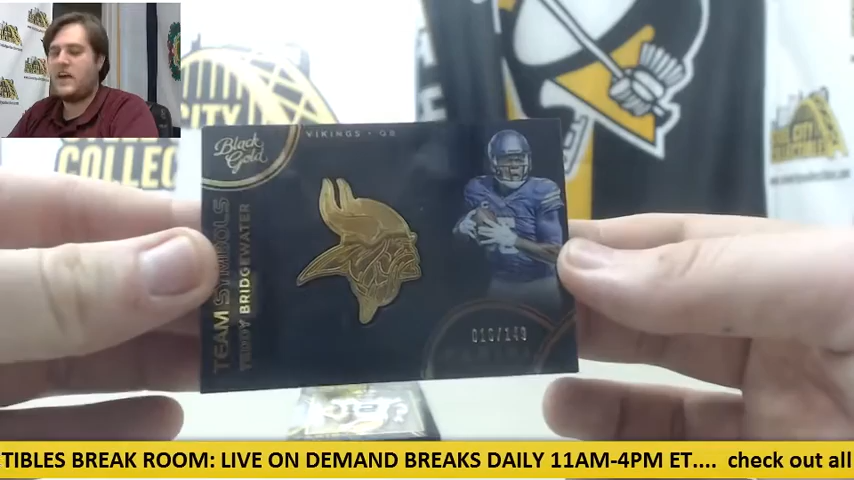 CITY
COLLEC
Black
Gold
VIKINGS • QB
TEAM SYMBOLS
TEDDY BRIDGEWATER
TIBLES BREAK ROOM: LIVE ON DEMAND BREAKS DAILY 11AM-4PM ET.... check out all